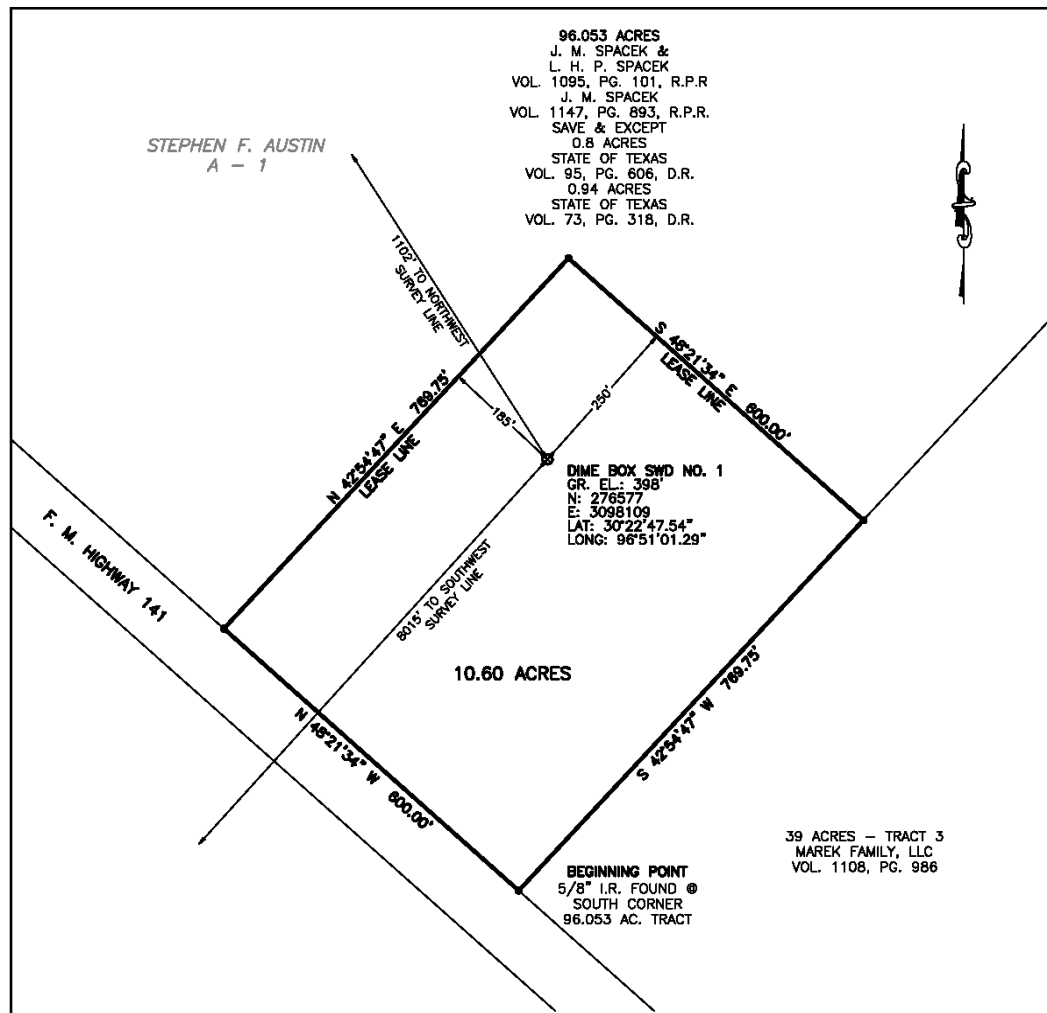 96.053 ACRES
J. M. SPACEK &
L. H. P. SPACEK
VOL. 1095, PG. 101, R.P.R
J. M. SPACEK
VOL. 1147, PG. 893, R.P.R.
SAVE & EXCEPT
0.8 ACRES
STATE OF TEXAS
VOL. 95, PG. 606, D.R.
0.94 ACRES
STATE OF TEXAS
VOL. 73, PG. 318, D.R.
STEPHEN F. AUSTIN
A - 1
1102' TO NORTHWEST
SURVEY LINE
S 48°21'34" E 600.00'
LEASE LINE
N 42°54'47" E 769.75'
LEASE LINE
185'
250'
DIME BOX SWD NO. 1
GR. EL.: 398'
N: 276577
E: 3098109
LAT: 30°22'47.54"
LONG: 96°51'01.29"
F. M. HIGHWAY 141
8015' TO SOUTHWEST
SURVEY LINE
10.60 ACRES
N 48°21'34" W 600.00'
S 42°54'47" W 769.75'
39 ACRES - TRACT 3
MAREK FAMILY, LLC
VOL. 1108, PG. 986
BEGINNING POINT
5/8" I.R. FOUND @
SOUTH CORNER
96.053 AC. TRACT